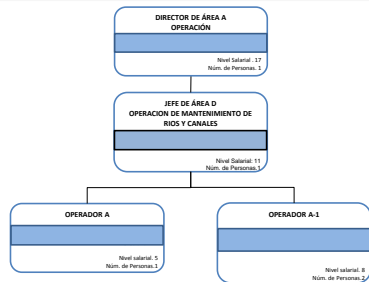 DIRECTOR DE ÁREA A
OPERACIÓN
Nivel Salarial . 17
Núm. de Personas. 1
JEFE DE ÁREA D
OPERACION DE MANTENIMIENTO DE
RIOS Y CANALES
Nivel Salarial: 11
Núm. de Personas.1
OPERADOR A
Nivel salarial. 5
Núm. de Personas.1
OPERADOR A-1
Nivel salarial. 8
Núm. de Personas.2